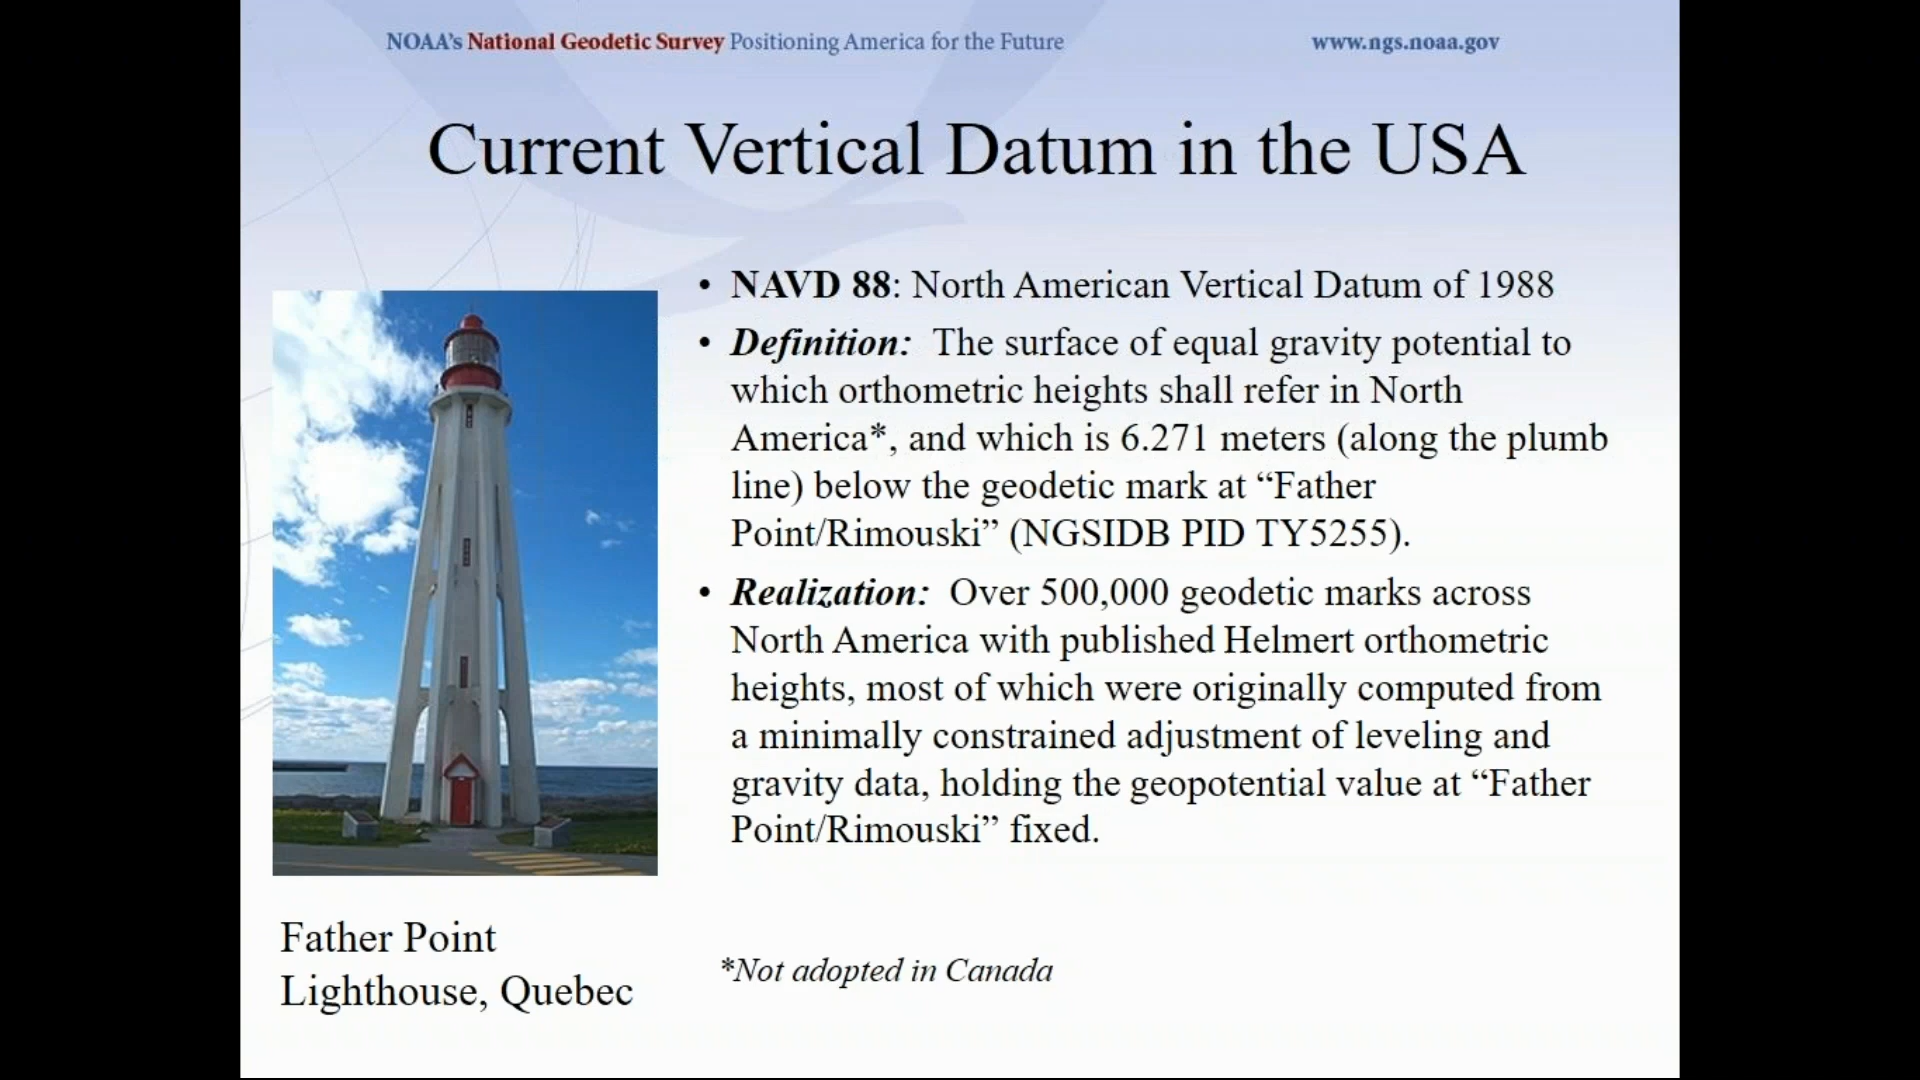 NOAA's National Geodetic Survey Positioning America for the Future
www.ngs.noaa.gov
Current Vertical Datum in the USA
• NAVD 88: North American Vertical Datum of 1988
• Definition: The surface of equal gravity potential to
which orthometric heights shall refer in North
America*, and which is 6.271 meters (along the plumb
line) below the geodetic mark at “Father
Point/Rimouski” (NGSIDB PID TY5255).
• Realization: Over 500,000 geodetic marks across
North America with published Helmert orthometric
heights, most of which were originally computed from
a minimally constrained adjustment of leveling and
gravity data, holding the geopotential value at “Father
Point/Rimouski” fixed.
Father Point
Lighthouse, Quebec
*Not adopted in Canada